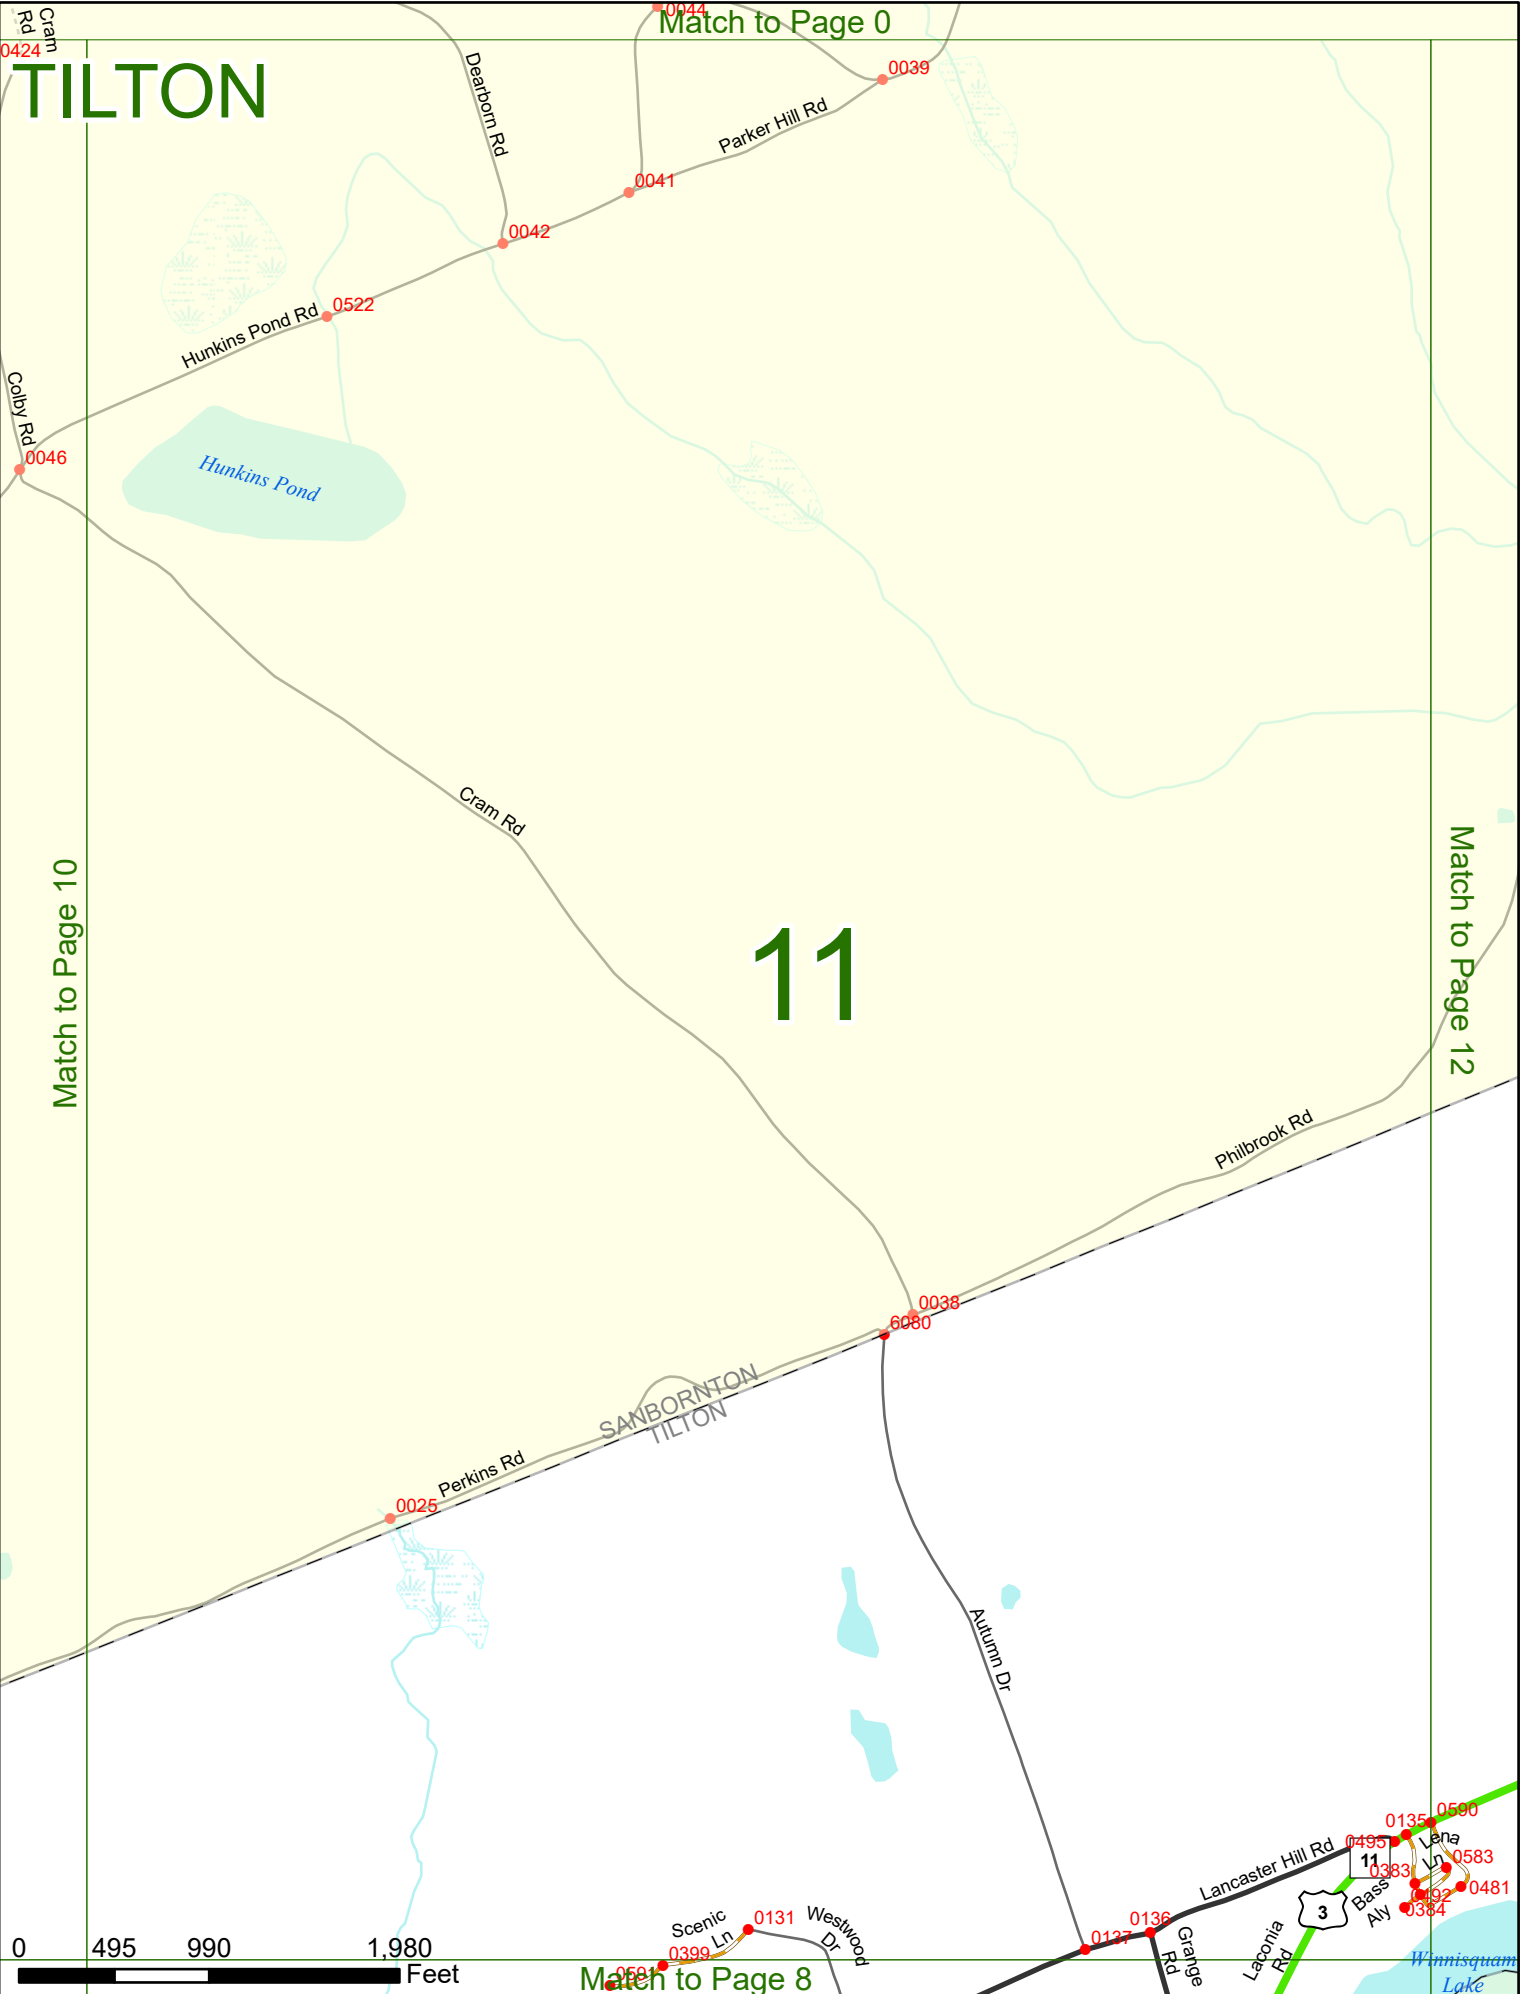 Cram
Rd
0424
TILTON
0044
Match to Page 0
0039
Dearborn Rd
Parker Hill Rd
0041
0042
0522
Hunkins Pond Rd
Colby Rd
0046
Hunkins Pond
Cram Rd
Match to Page 10
11
Match to Page 12
Philbrook Rd
0038
6080
SANBORNTON
TILTON
Perkins Rd
0025
Autumn Dr
0590
0135
0495
Lena
Ln
11
0583
0383
Lancaster Hill Rd
0481
0492
0384
Bass
Aly
3
0131
Scenic
Ln
Westwood
Dr
0136
0137
Grange
Rd
Laconia
Rd
0399
0591
Winnisquam
Lake
0 495 990 1,980
Feet
Match to Page 8